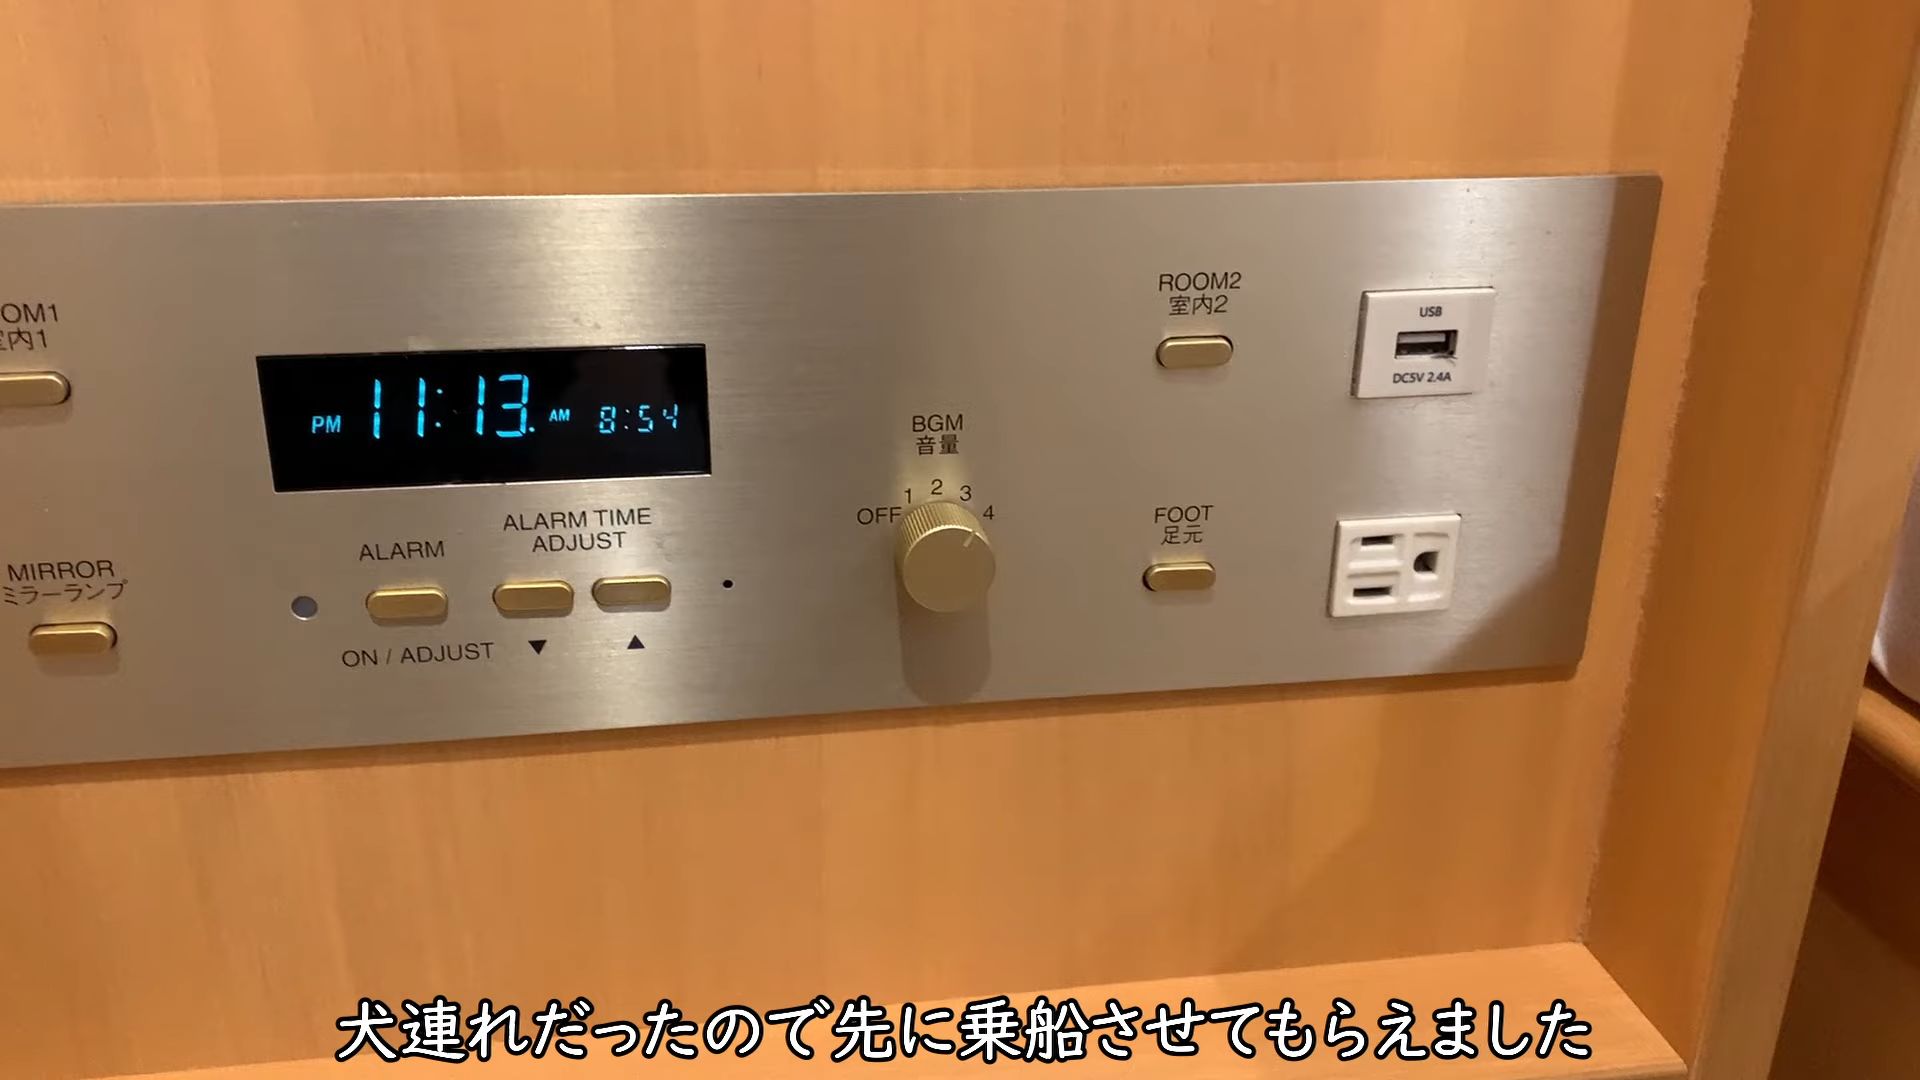 OM1
室内1
MIRROR
ミラーランプ
PM 11:13. AM 8:54
ALARM
ON / ADJUST
ALARM TIME
ADJUST
▼ ▲
BGM
音量
OFF 1 2 3 4
ROOM2
室内2
FOOT
足元
USB
DC5V 2.4A
犬連れだったので先に乗船させてもらえました